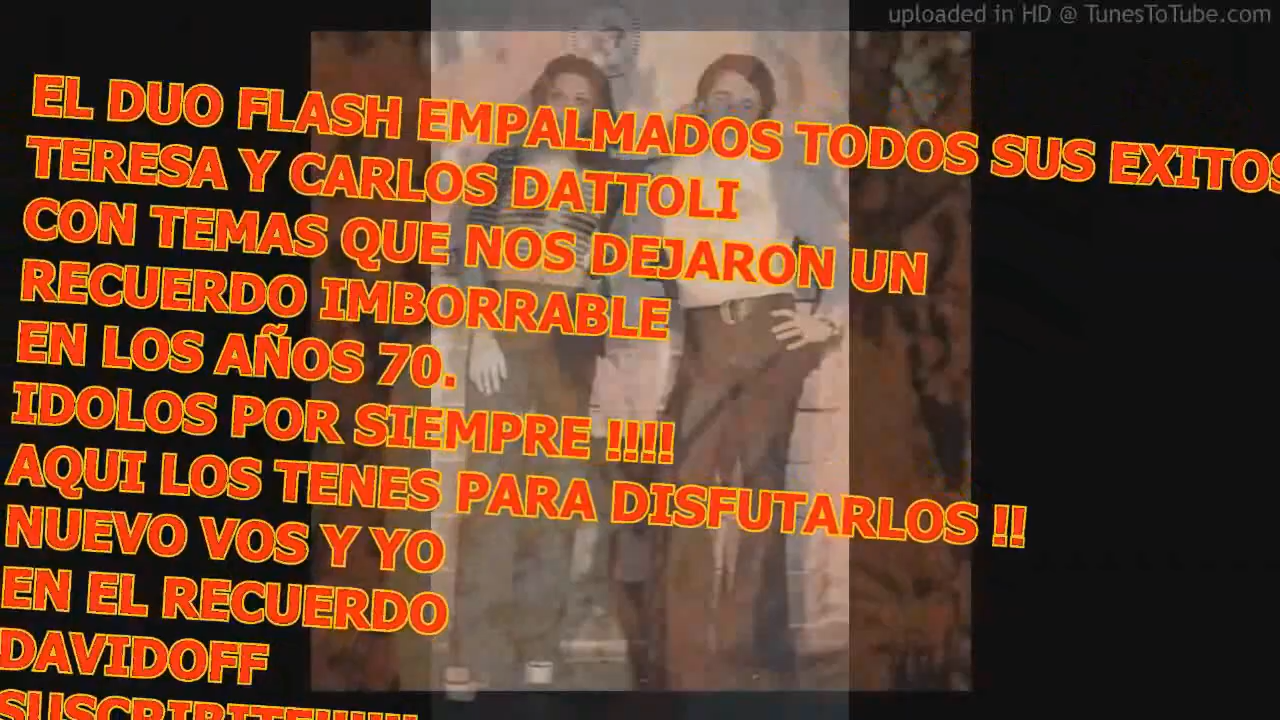 uploaded in HD @ TunesToTube.com
EL DUO FLASH EMPALMADOS TODOS SUS EXITOS
TERESA Y CARLOS DATTOLI
CON TEMAS QUE NOS DEJARON UN
RECUERDO IMBORRABLE
EN LOS AÑOS 70.
IDOLOS POR SIEMPRE !!!!
AQUI LOS TENES PARA DISFUTARLOS !!
NUEVO VOS Y YO
EN EL RECUERDO
DAVIDOFF